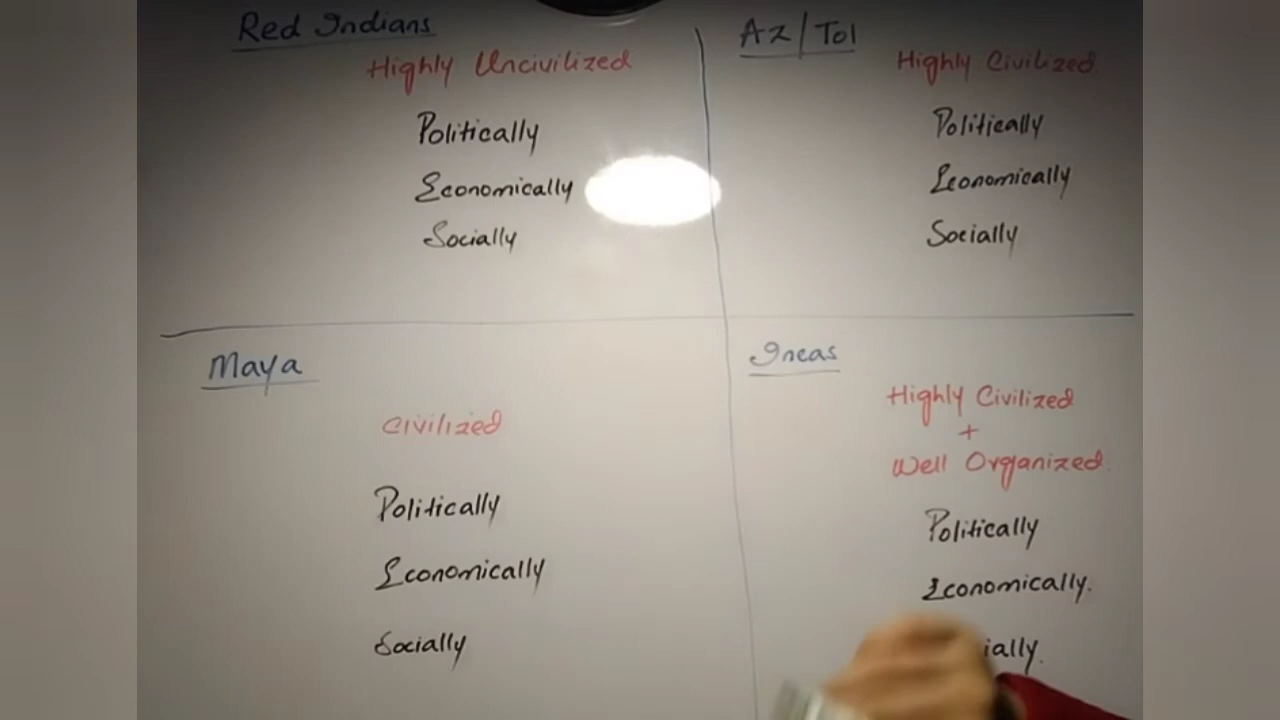 Red Indians
Highly Uncivilized
Politically
Economically
Socially
Az/Tol
Highly Civilized
Politically
Economically
Socially
Maya
Civilized
Politically
Economically
Socially
Incas
Highly Civilized
+
Well Organized
Politically
Economically.
ially.